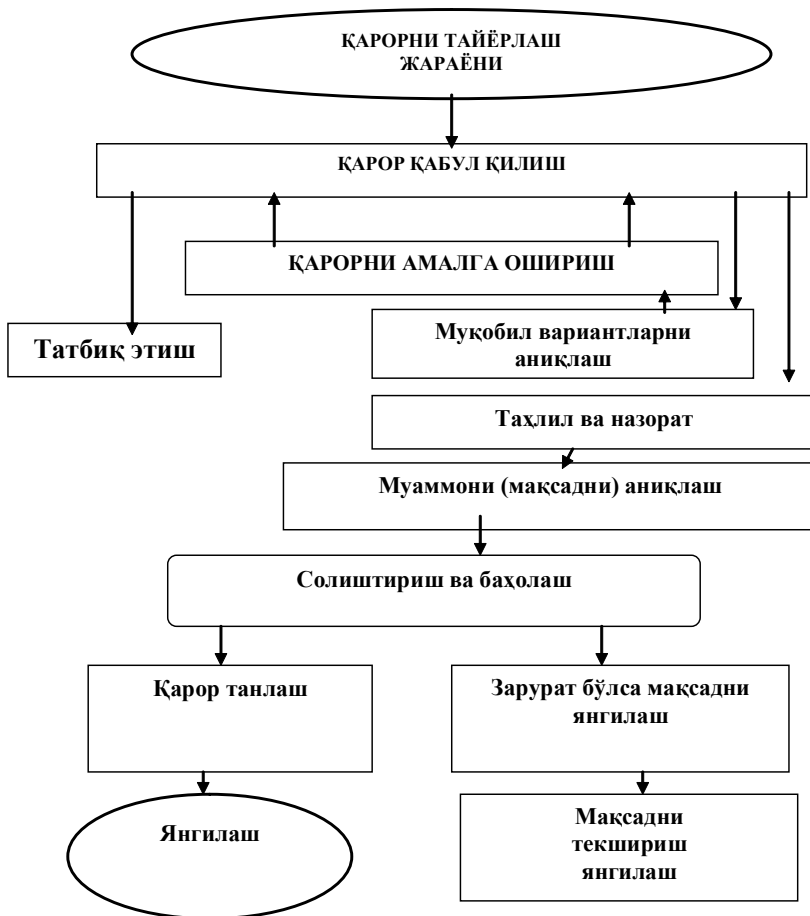 ҚАРОРНИ ТАЙЁРЛАШ
ЖАРАЁНИ
ҚАРОР ҚАБУЛ ҚИЛИШ
ҚАРОРНИ АМАЛГА ОШИРИШ
Татбиқ этиш
Муқобил вариантларни
аниқлаш
Таҳлил ва назорат
Муаммони (мақсадни) аниқлаш
Солиштириш ва баҳолаш
Қарор танлаш
Зарурат бўлса мақсадни
янгилаш
Янгилаш
Мақсадни
текшириш
янгилаш